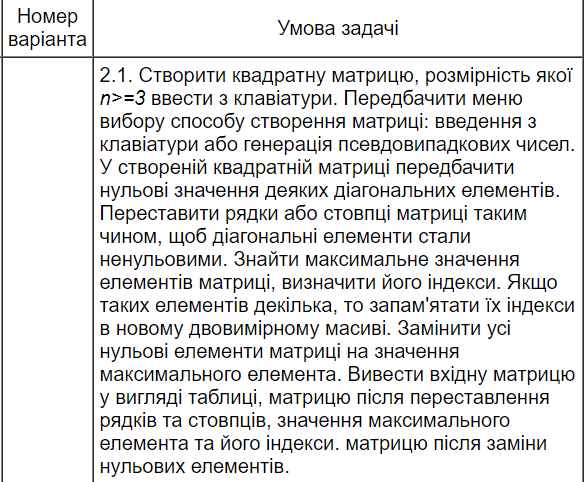 Номер
варіанта
Умова задачі
2.1. Створити квадратну матрицю, розмірність якої
n>=3 ввести з клавіатури. Передбачити меню
вибору способу створення матриці: введення з
клавіатури або генерація псевдовипадкових чисел.
У створеній квадратній матриці передбачити
нульові значення деяких діагональних елементів.
Переставити рядки або стовпці матриці таким
чином, щоб діагональні елементи стали
ненульовими. Знайти максимальне значення
елементів матриці, визначити його індекси. Якщо
таких елементів декілька, то запам'ятати їх індекси
в новому двовимірному масиві. Замінити усі
нульові елементи матриці на значення
максимального елемента. Вивести вхідну матрицю
у вигляді таблиці, матрицю після переставлення
рядків та стовпців, значення максимального
елемента та його індекси. матрицю після заміни
нульових елементів.